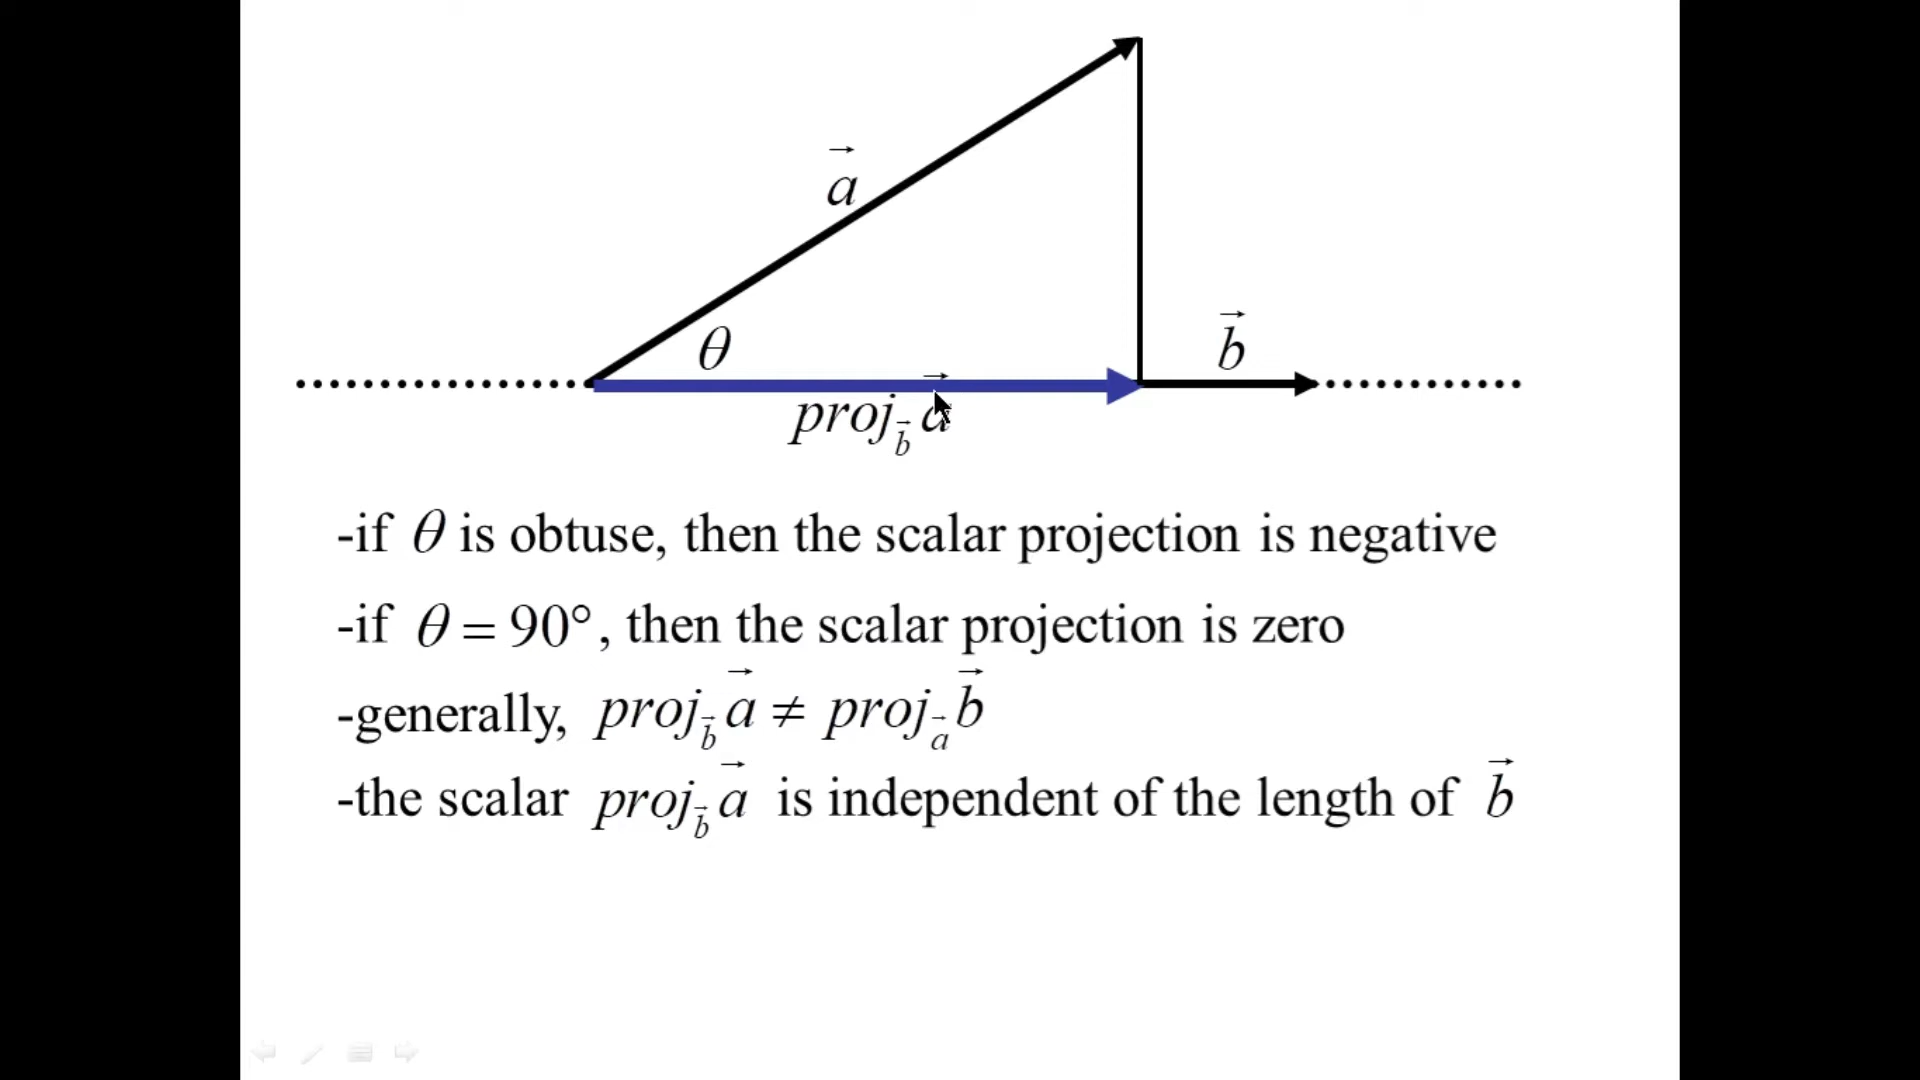 a⃗
θ
b⃗
proj_b⃗ a⃗
-if θ is obtuse, then the scalar projection is negative
-if θ = 90°, then the scalar projection is zero
-generally, proj_b⃗ a⃗ ≠ proj_a⃗ b⃗
-the scalar proj_b⃗ a⃗ is independent of the length of b⃗